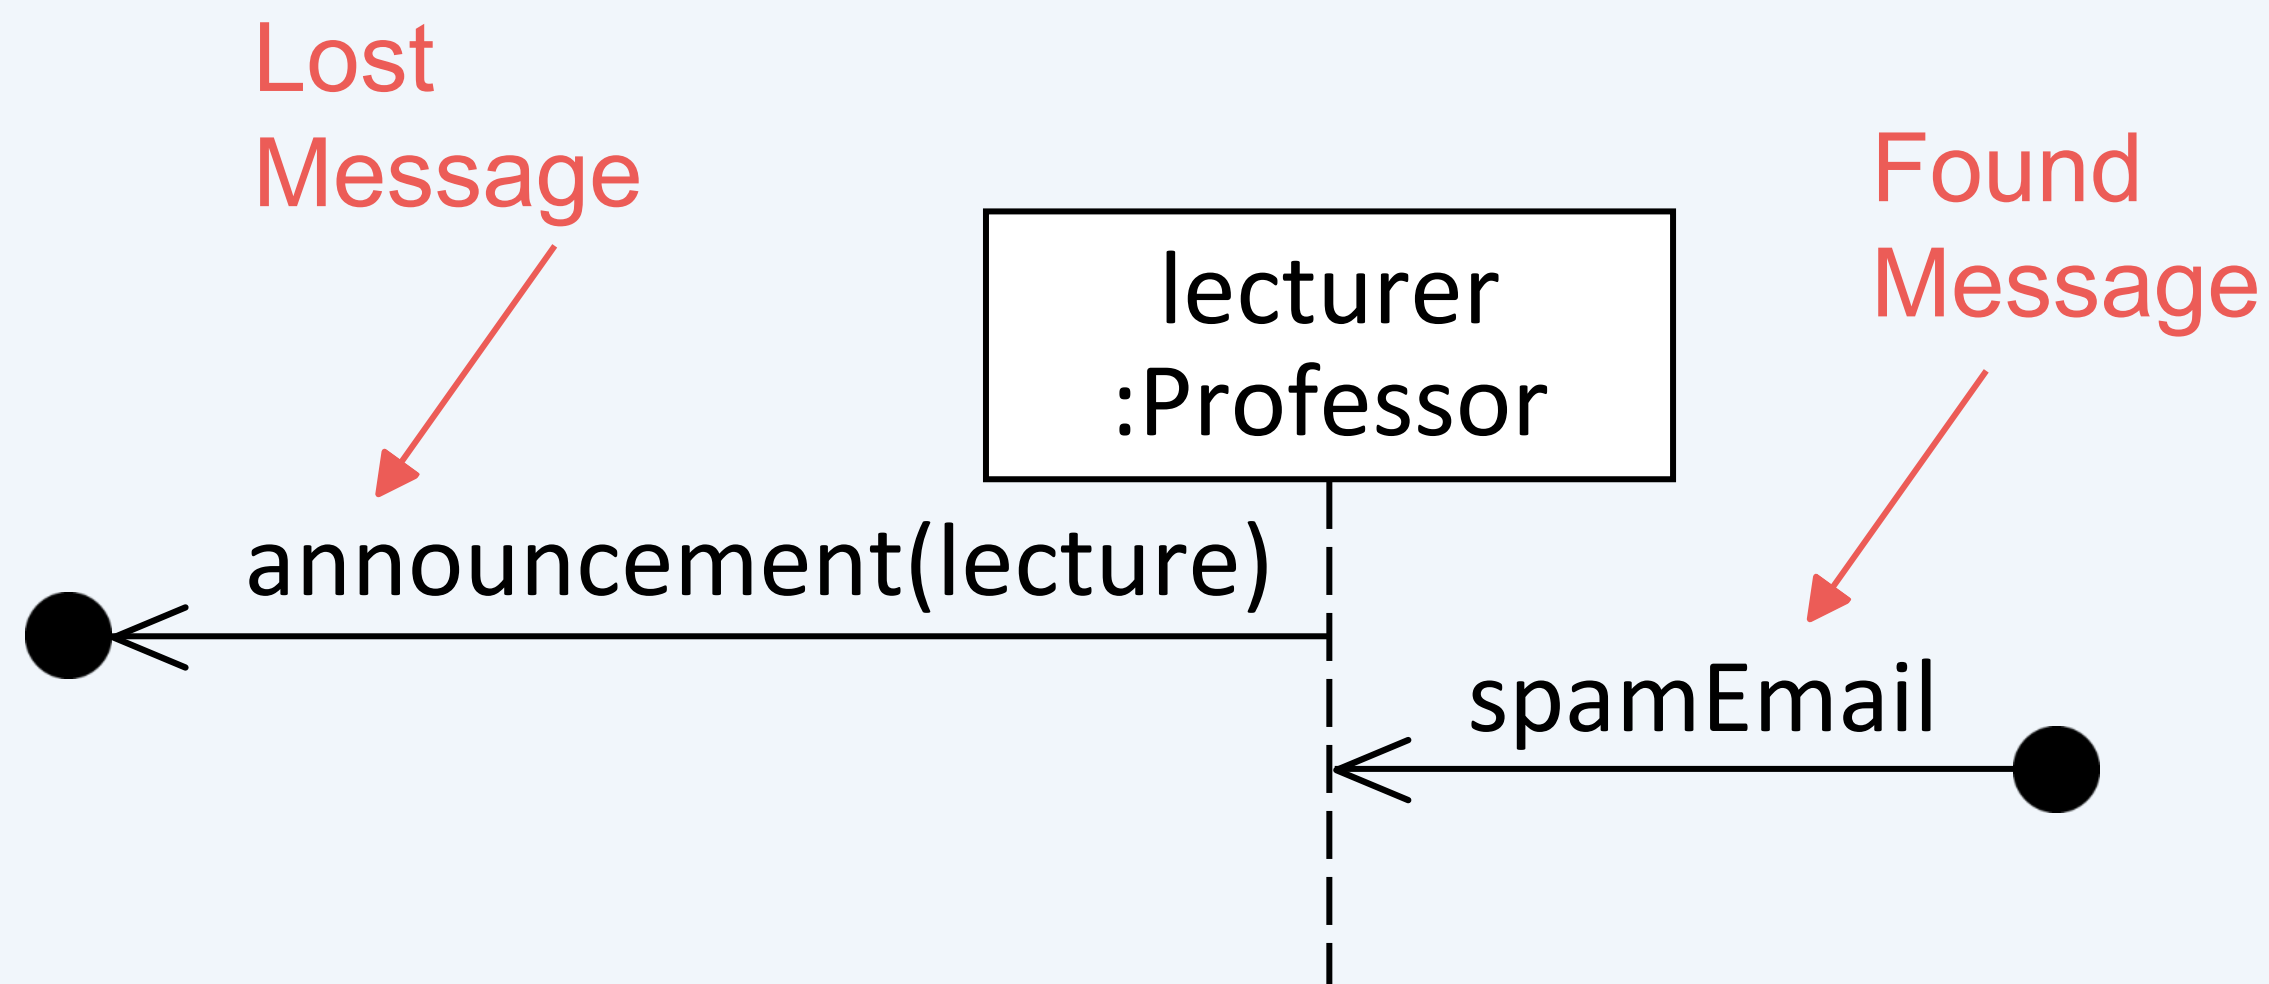 Lost
Message
Found
Message
lecturer
:Professor
announcement(lecture)
spamEmail